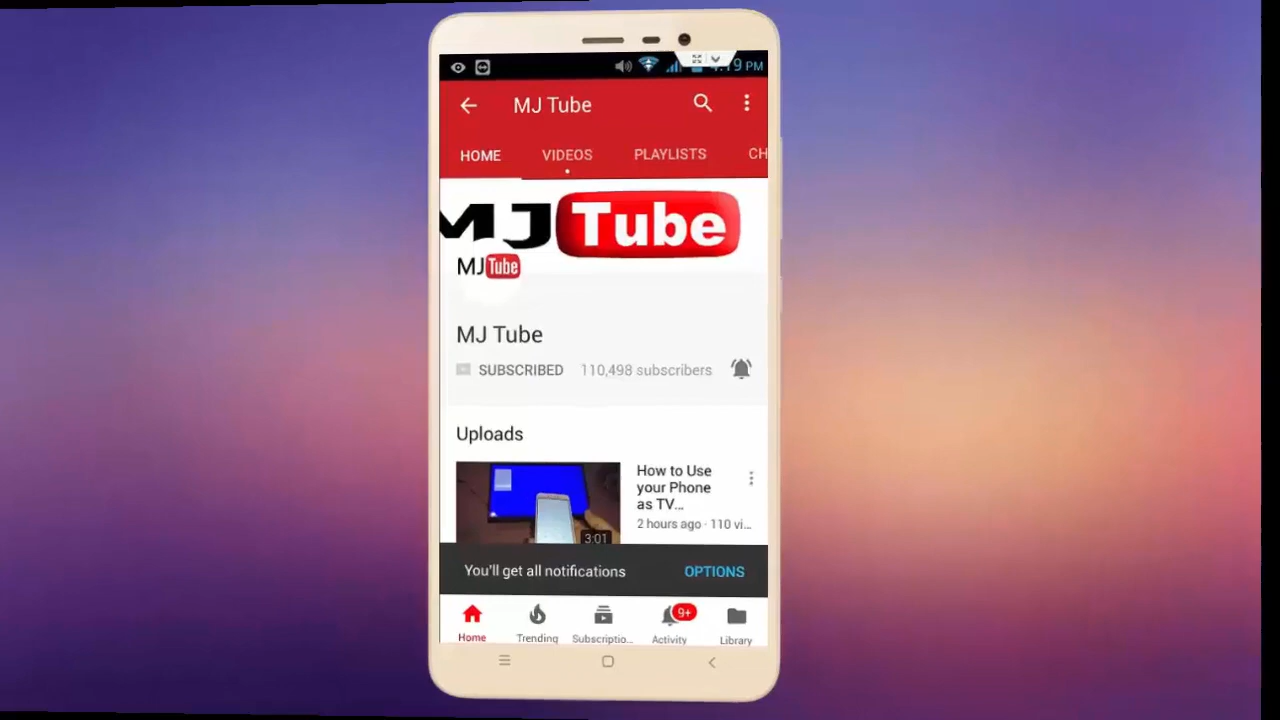 PM
MJ Tube
HOME VIDEOS PLAYLISTS CH
MJ Tube
MJ Tube
MJ Tube
SUBSCRIBED 110,498 subscribers
Uploads
How to Use
your Phone
as TV...
2 hours ago · 110 vi...
3:01
You'll get all notifications OPTIONS
9+
Home Trending Subscriptio... Activity Library